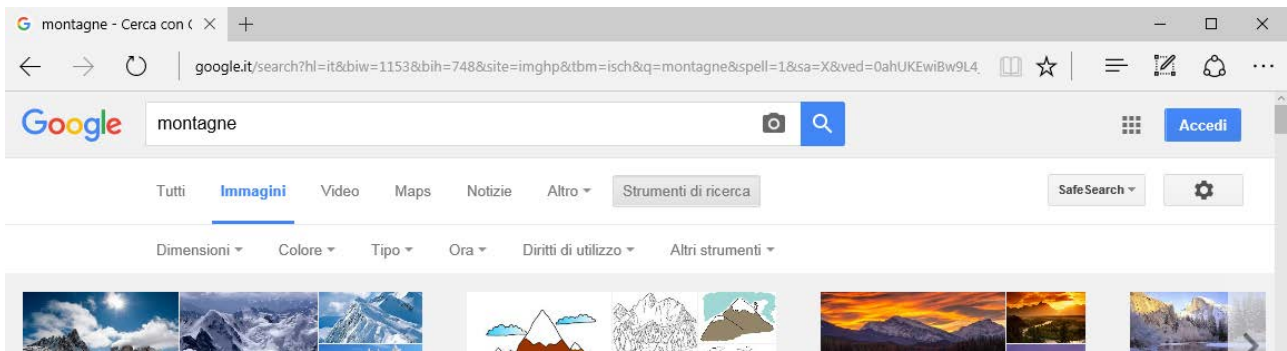 montagne - Cerca con G
google.it/search?hl=it&biw=1153&bih=748&site=imghp&tbm=isch&q=montagne&spell=1&sa=X&ved=0ahUKEwiBw9L4_
Google montagne Accedi
Tutti Immagini Video Maps Notizie Altro Strumenti di ricerca SafeSearch
Dimensioni Colore Tipo Ora Diritti di utilizzo Altri strumenti